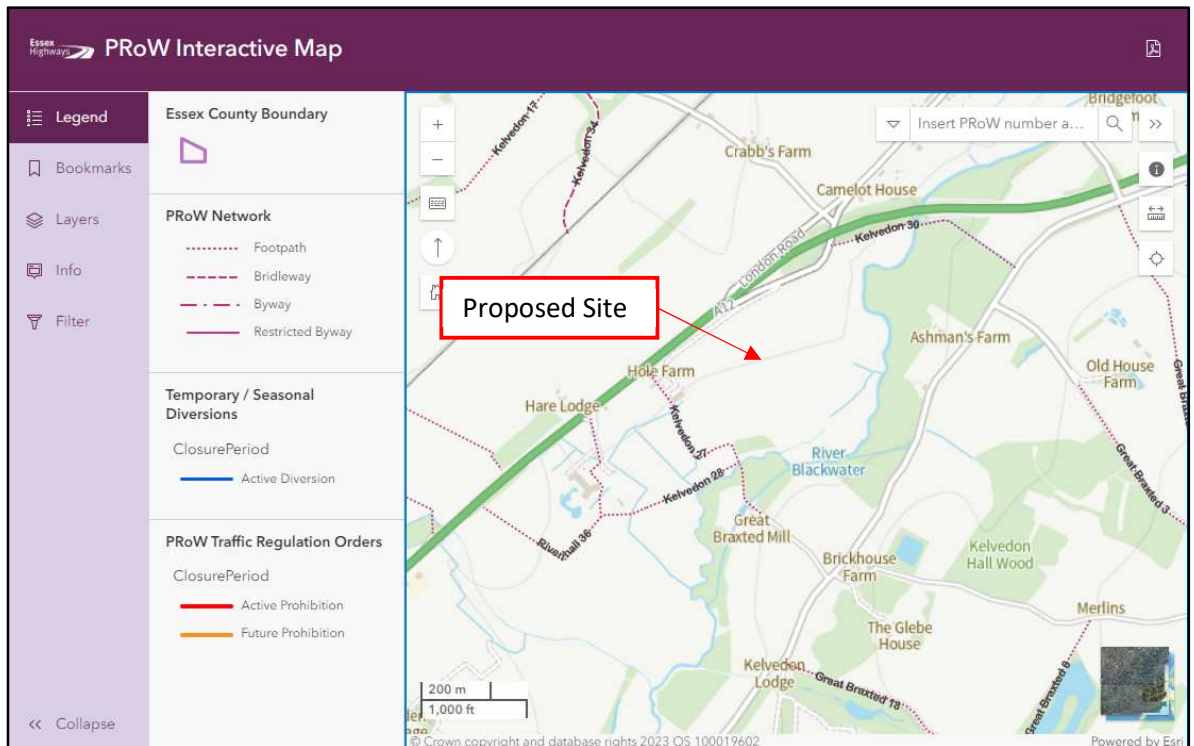 Essex
Highways
PRoW Interactive Map
Legend
Bookmarks
Layers
Info
Filter
Collapse
Essex County Boundary
PRoW Network
Footpath
Bridleway
Byway
Restricted Byway
Temporary / Seasonal
Diversions
ClosurePeriod
Active Diversion
PRoW Traffic Regulation Orders
ClosurePeriod
Active Prohibition
Future Prohibition
Insert PRoW number a...
Bridgefoot
Kelvedon 17
Kelvedon 34
Crabb's Farm
Camelot House
Kelvedon 30
London Road
A12
Proposed Site
Ashman's Farm
Old House
Farm
Hole Farm
Hare Lodge
River
Blackwater
Kelvedon 28
Great Braxted 3
Rivenhall 36
Great
Braxted Mill
Brickhouse
Farm
Kelvedon
Hall Wood
Merlins
The Glebe
House
Kelvedon
Lodge
Great Braxted 18
200 m
1,000 ft
© Crown copyright and database rights 2023 OS 100019602
Powered by Esri